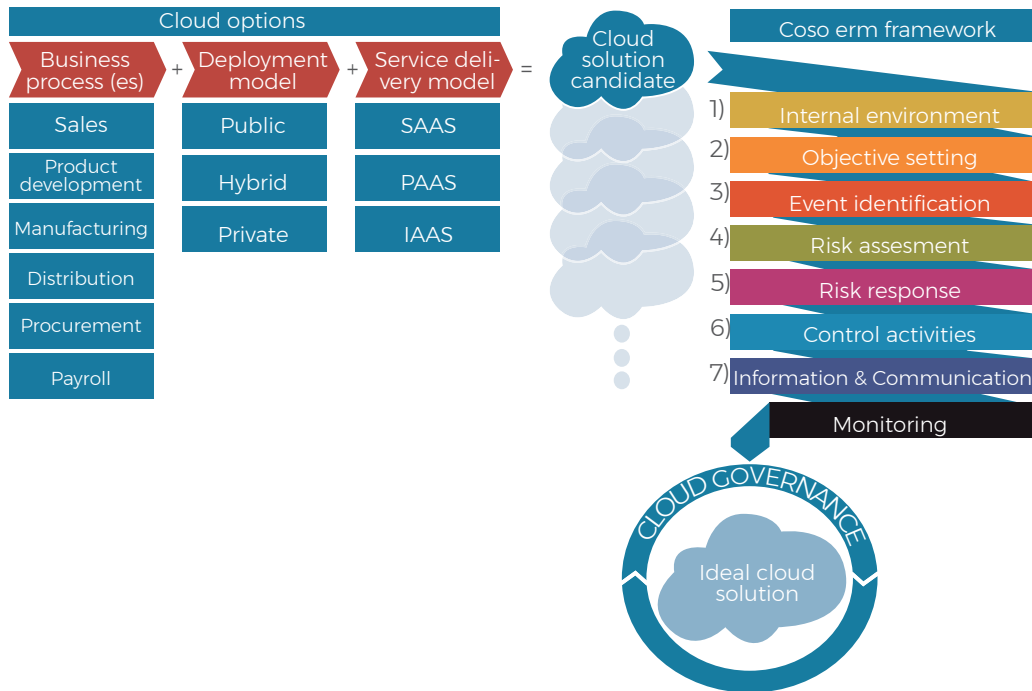 Cloud options
Business
process (es)
+
Deployment
model
+
Service deli-
very model
=
Cloud
solution
candidate
Sales
Product
development
Manufacturing
Distribution
Procurement
Payroll
Public
Hybrid
Private
SAAS
PAAS
IAAS
Coso erm framework
1) Internal environment
2) Objective setting
3) Event identification
4) Risk assesment
5) Risk response
6) Control activities
7) Information & Communication
Monitoring
CLOUD GOVERNANCE
Ideal cloud
solution